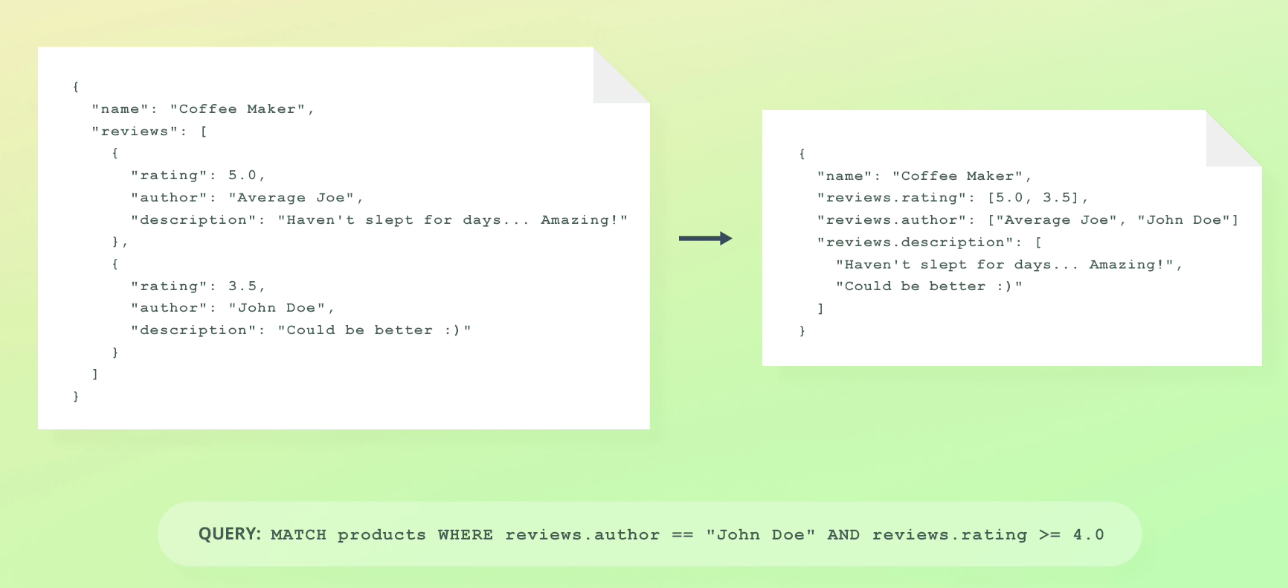 {
  "name": "Coffee Maker",
  "reviews": [
    {
      "rating": 5.0,
      "author": "Average Joe",
      "description": "Haven't slept for days... Amazing!"
    },
    {
      "rating": 3.5,
      "author": "John Doe",
      "description": "Could be better :)"
    }
  ]
}
{
  "name": "Coffee Maker",
  "reviews.rating": [5.0, 3.5],
  "reviews.author": ["Average Joe", "John Doe"]
  "reviews.description": [
    "Haven't slept for days... Amazing!",
    "Could be better :)"
  ]
}
QUERY: MATCH products WHERE reviews.author == "John Doe" AND reviews.rating >= 4.0